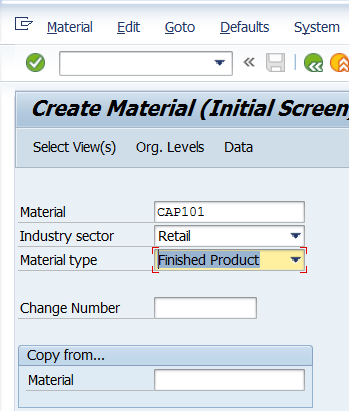 Material Edit Goto Defaults System
Create Material (Initial Screen
Select View(s) Org. Levels Data
Material CAP101
Industry sector Retail
Material type Finished Product
Change Number
Copy from...
Material